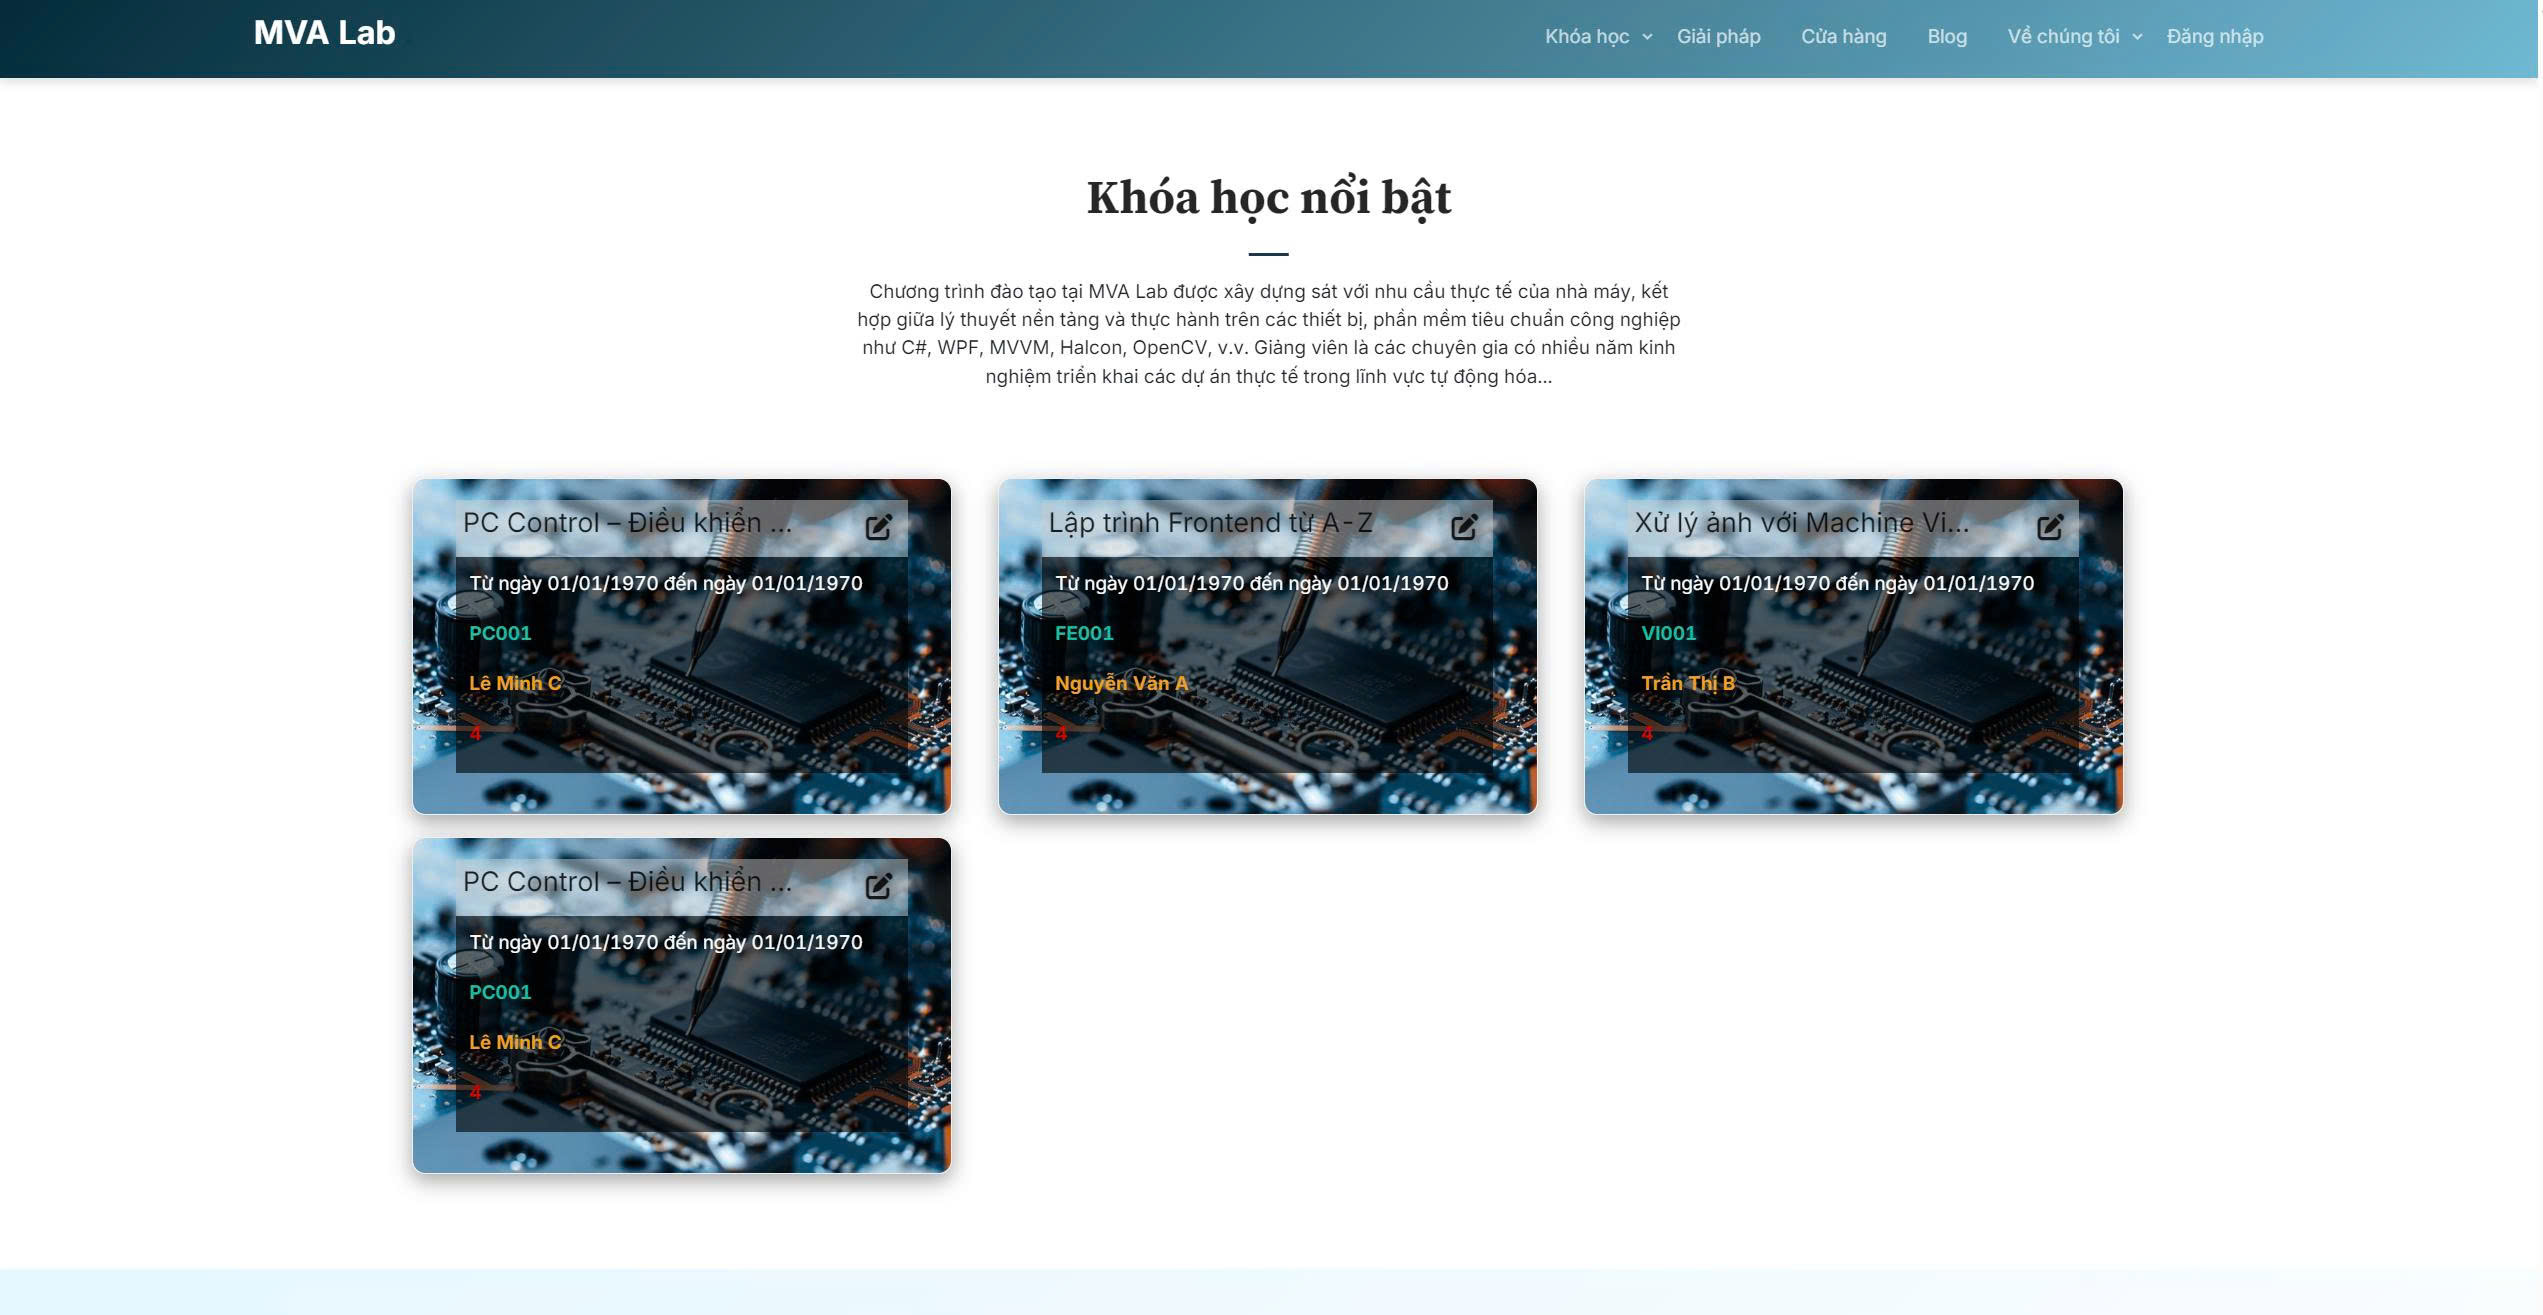 MVA Lab
Khóa học
Giải pháp
Cửa hàng
Blog
Về chúng tôi
Đăng nhập
Khóa học nổi bật
Chương trình đào tạo tại MVA Lab được xây dựng sát với nhu cầu thực tế của nhà máy, kết
hợp giữa lý thuyết nền tảng và thực hành trên các thiết bị, phần mềm tiêu chuẩn công nghiệp
như C#, WPF, MVVM, Halcon, OpenCV, v.v. Giảng viên là các chuyên gia có nhiều năm kinh
nghiệm triển khai các dự án thực tế trong lĩnh vực tự động hóa...
PC Control – Điều khiển ...
Từ ngày 01/01/1970 đến ngày 01/01/1970
PC001
Lê Minh C
4
Lập trình Frontend từ A-Z
Từ ngày 01/01/1970 đến ngày 01/01/1970
FE001
Nguyễn Văn A
4
Xử lý ảnh với Machine Vi...
Từ ngày 01/01/1970 đến ngày 01/01/1970
VI001
Trần Thị B
4
PC Control – Điều khiển ...
Từ ngày 01/01/1970 đến ngày 01/01/1970
PC001
Lê Minh C
4